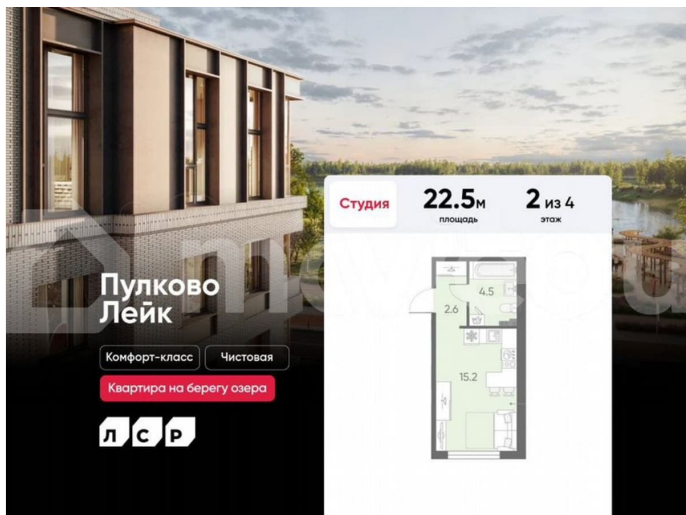 Студия
22.5м
площадь
2 из 4
этаж
Пулково
Лейк
Комфорт-класс
Чистовая
Квартира на берегу озера
ЛСР
4.5
2.6
15.2